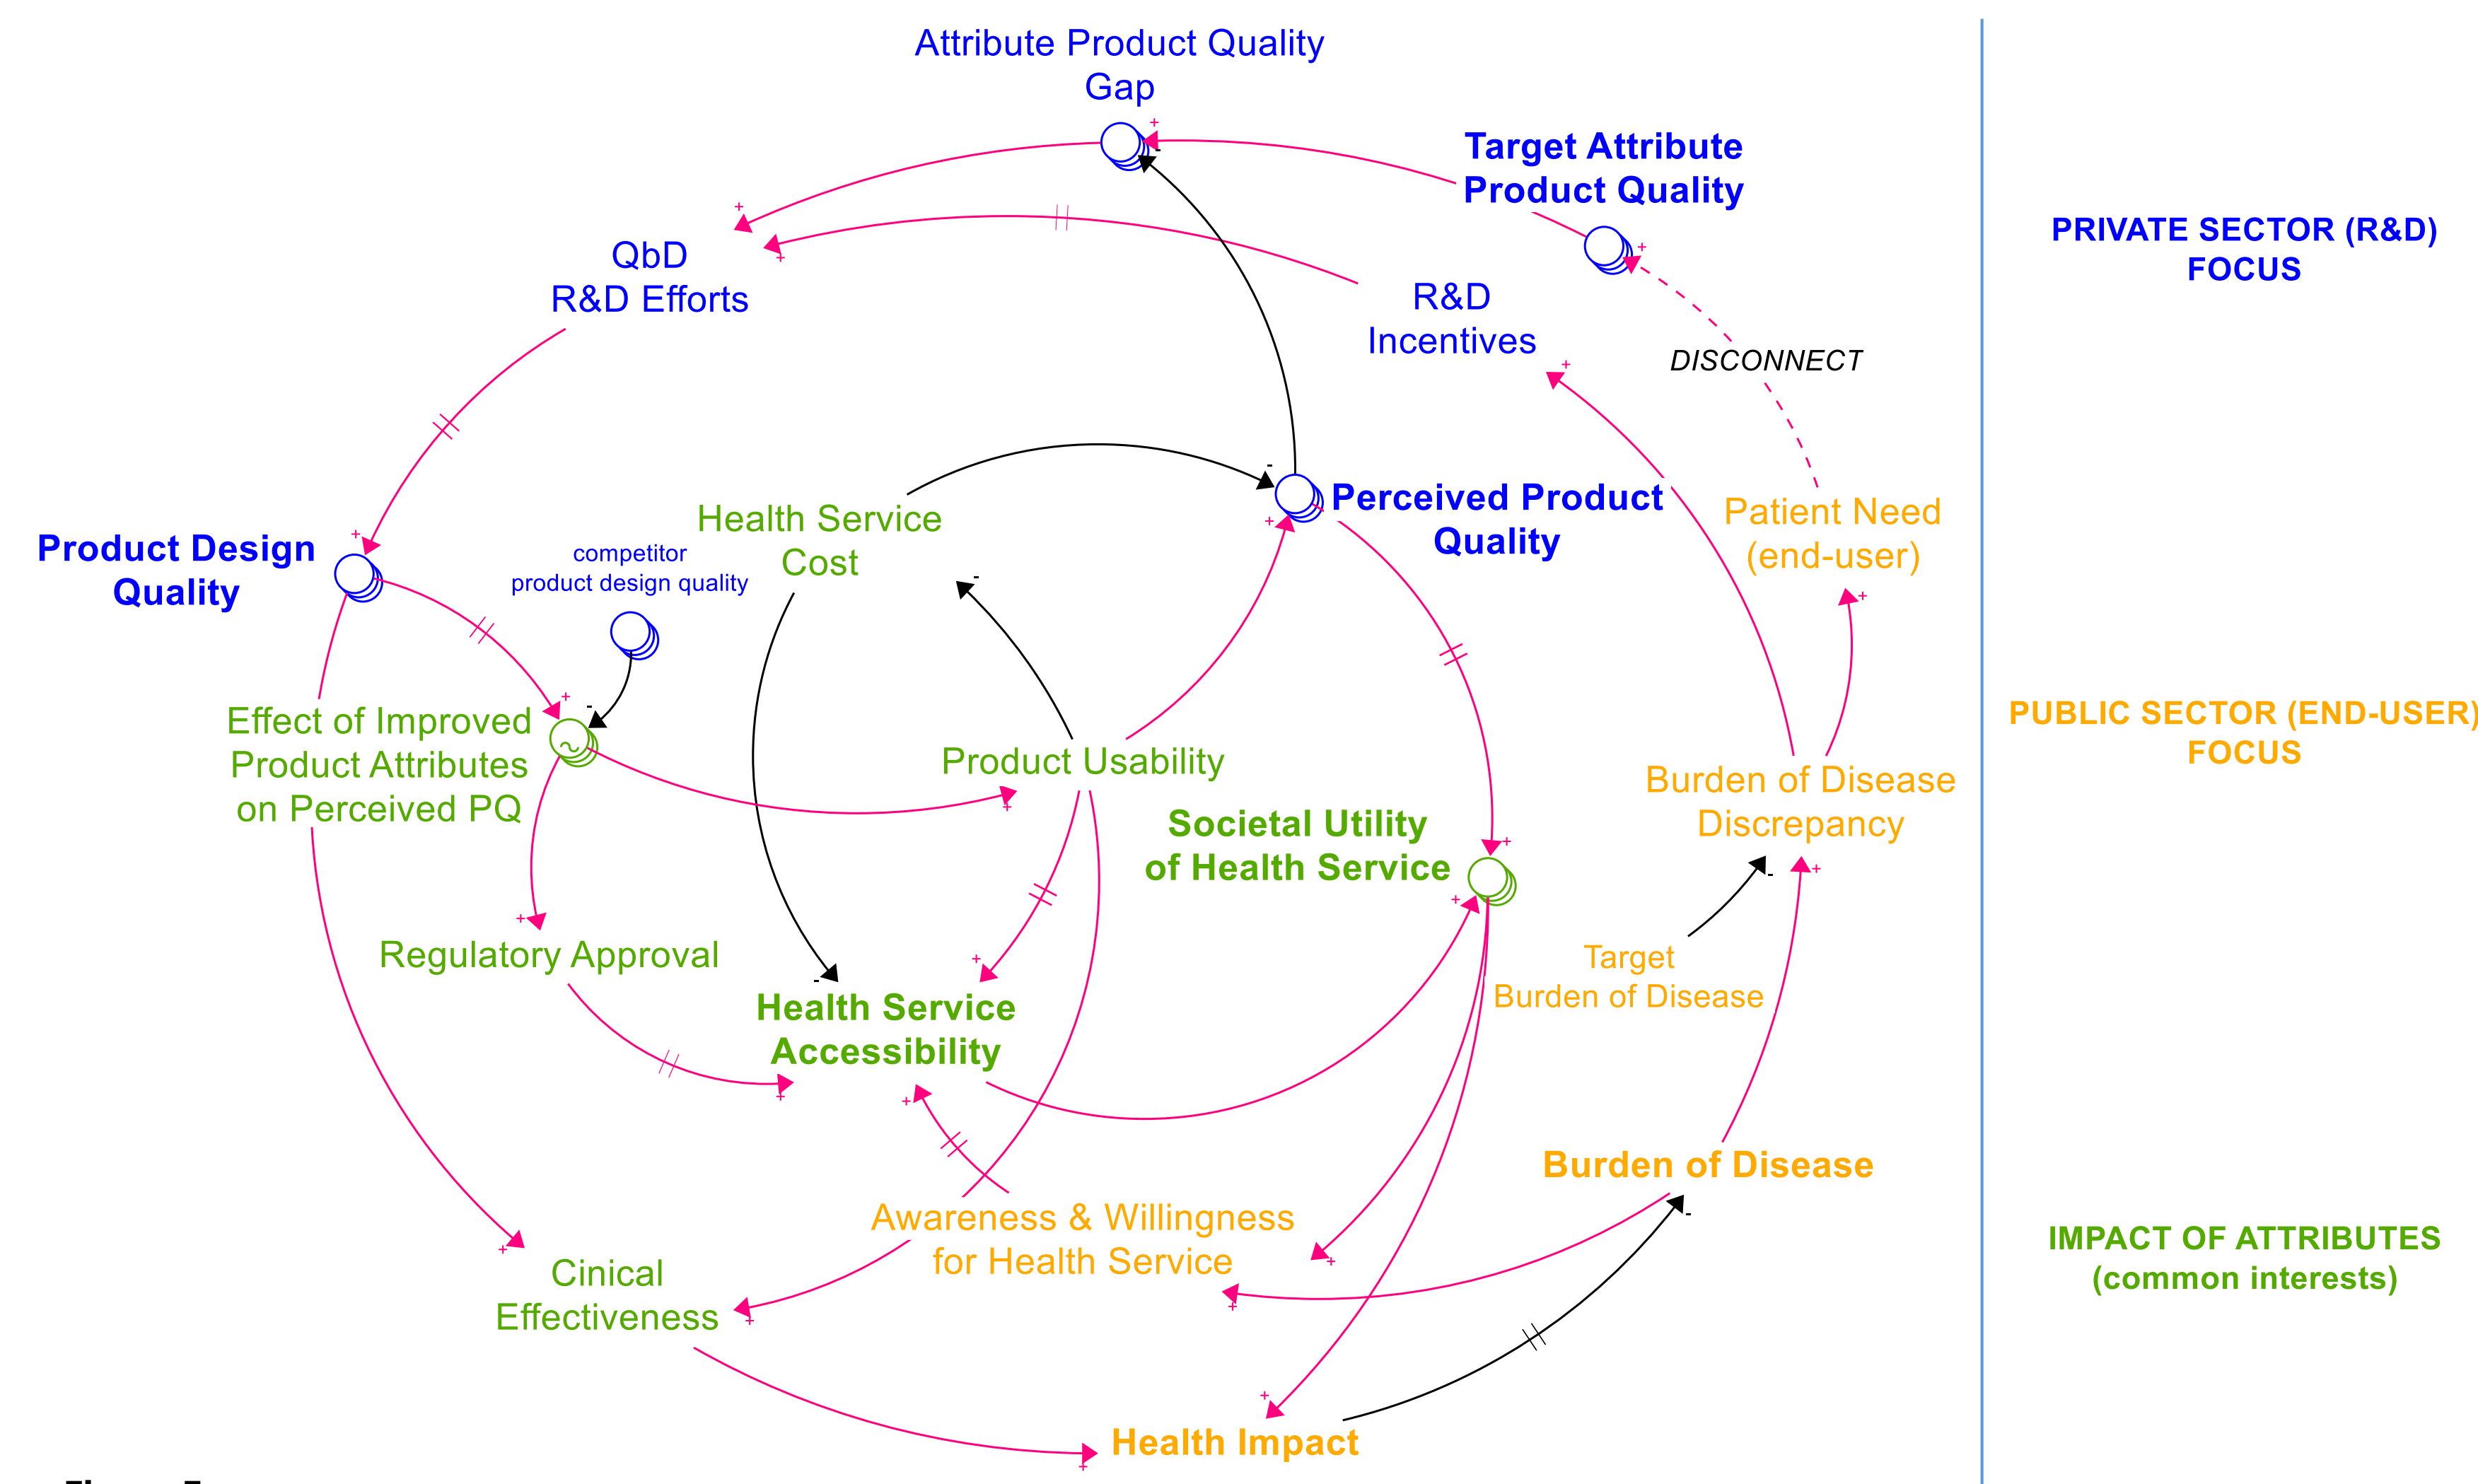 Attribute Product Quality
Gap
Target Attribute
Product Quality
PRIVATE SECTOR (R&D)
FOCUS
QbD
R&D Efforts
R&D
Incentives
DISCONNECT
Health Service
Cost
Perceived Product
Quality
Patient Need
(end-user)
Product Design
Quality
competitor
product design quality
Effect of Improved
Product Attributes
on Perceived PQ
Product Usability
PUBLIC SECTOR (END-USER)
FOCUS
Burden of Disease
Discrepancy
Societal Utility
of Health Service
Regulatory Approval
Target
Burden of Disease
Health Service
Accessibility
Burden of Disease
Awareness & Willingness
for Health Service
IMPACT OF ATTRIBUTES
(common interests)
Cinical
Effectiveness
Health Impact